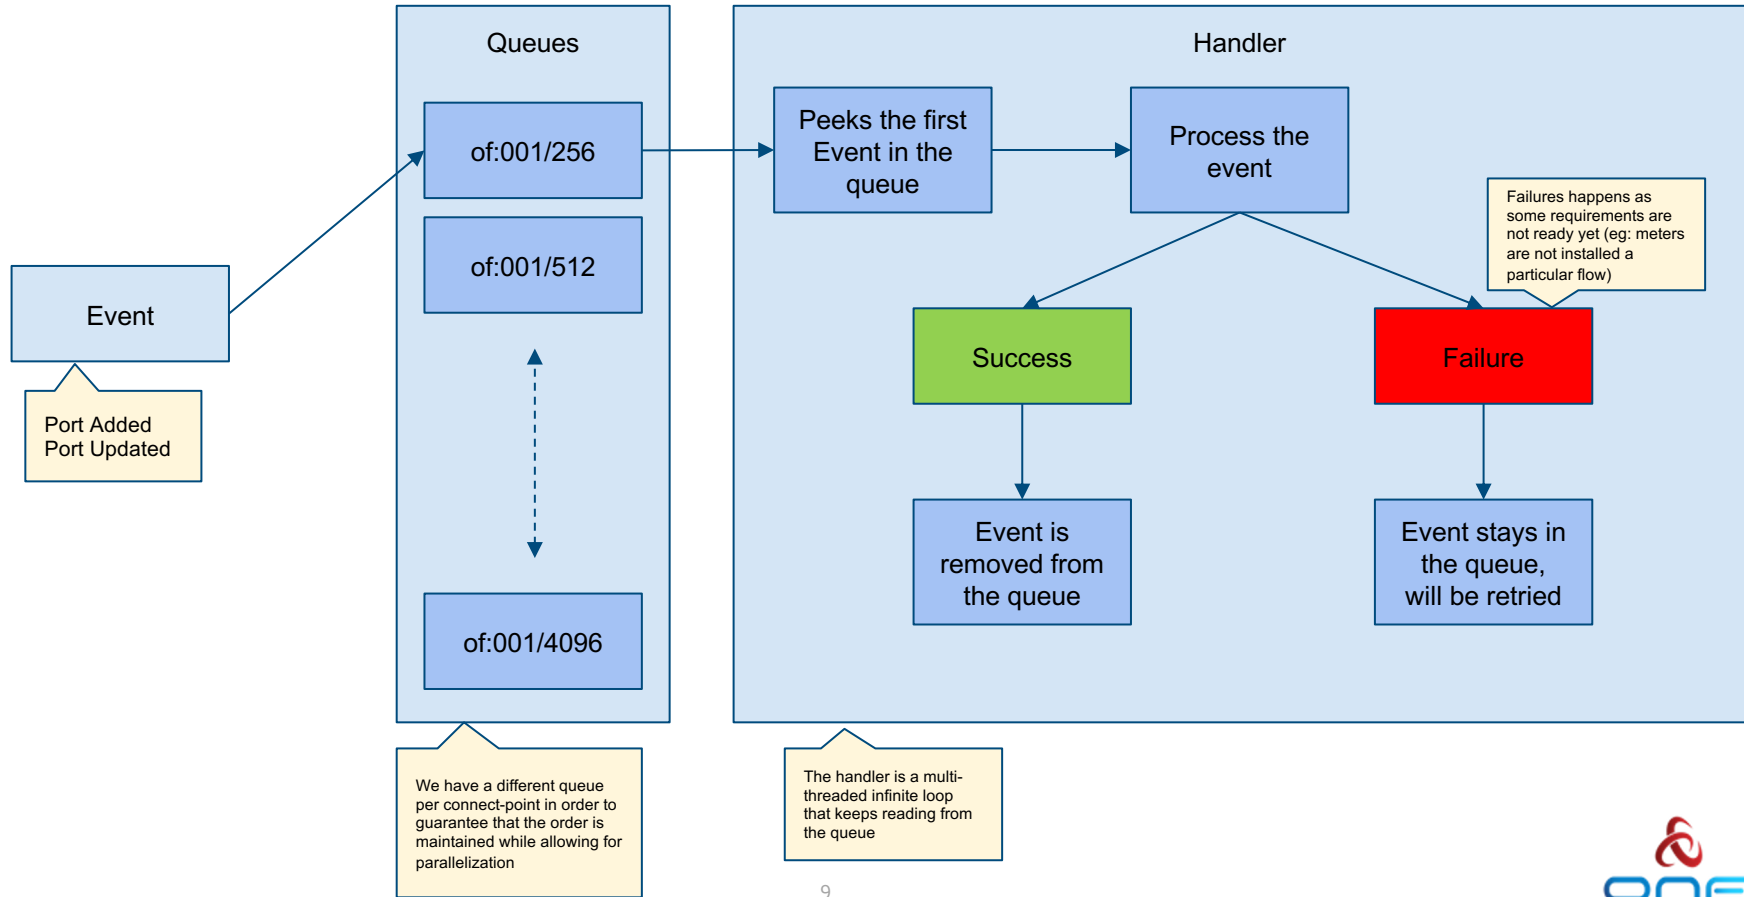 Queues
Handler
of:001/256
of:001/512
of:001/4096
Event
Port Added
Port Updated
Peeks the first
Event in the
queue
Process the
event
Failures happens as
some requirements are
not ready yet (eg: meters
are not installed a
particular flow)
Success
Failure
Event is
removed from
the queue
Event stays in
the queue,
will be retried
We have a different queue
per connect-point in order to
guarantee that the order is
maintained while allowing for
parallelization
The handler is a multi-
threaded infinite loop
that keeps reading from
the queue
9